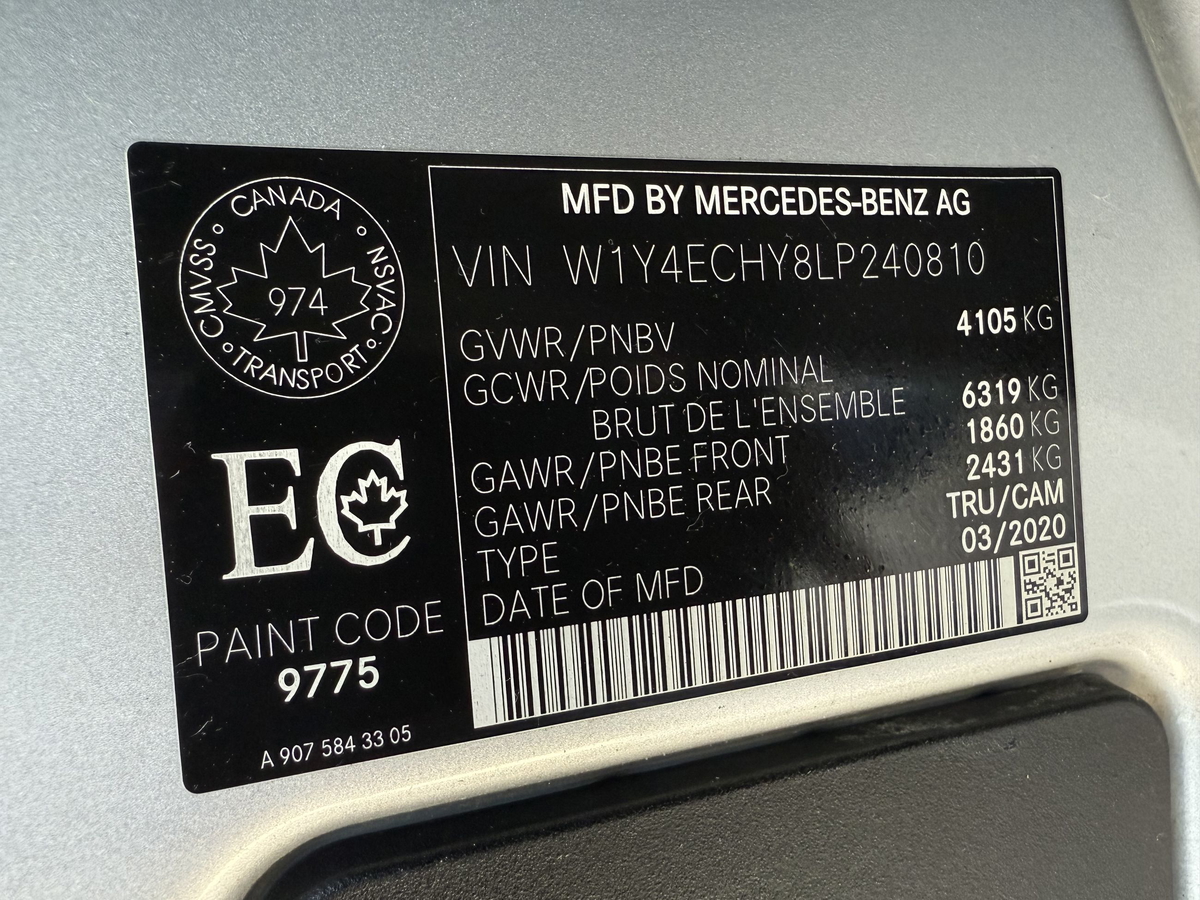 CANADA
CMVSS
NSVAC
974
TRANSPORT
EC
PAINT CODE
9775
A 907 584 33 05
MFD BY MERCEDES-BENZ AG
VIN W1Y4ECHY8LP240810
GVWR/PNBV 4105 KG
GCWR/POIDS NOMINAL
BRUT DE L'ENSEMBLE 6319 KG
GAWR/PNBE FRONT 1860 KG
GAWR/PNBE REAR 2431 KG
TYPE TRU/CAM
DATE OF MFD 03/2020